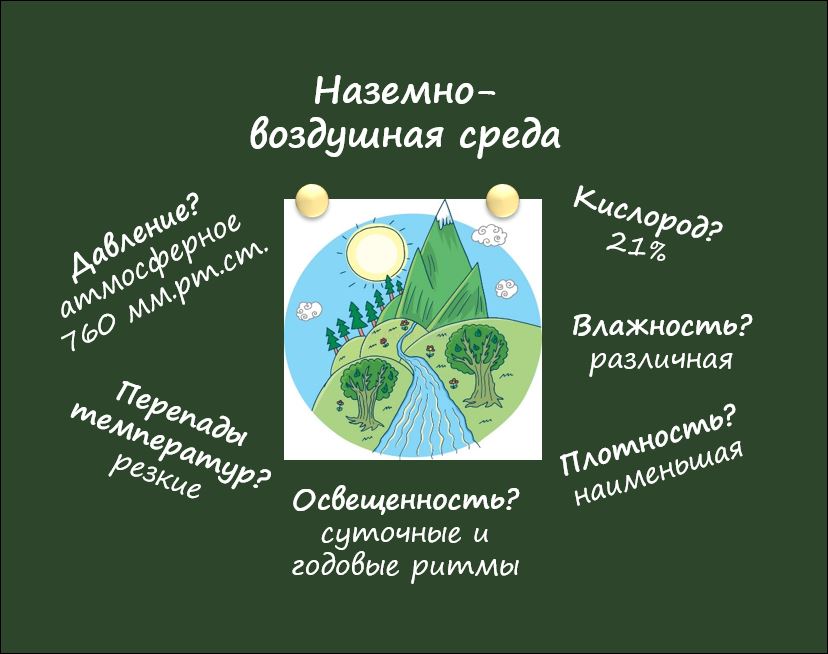 Наземно-
воздушная среда
Давление?
атмосферное
760 мм.рт.ст.
Кислород?
21%
Влажность?
различная
Перепады
температур?
резкие
Плотность?
наименьшая
Освещенность?
суточные и
годовые ритмы